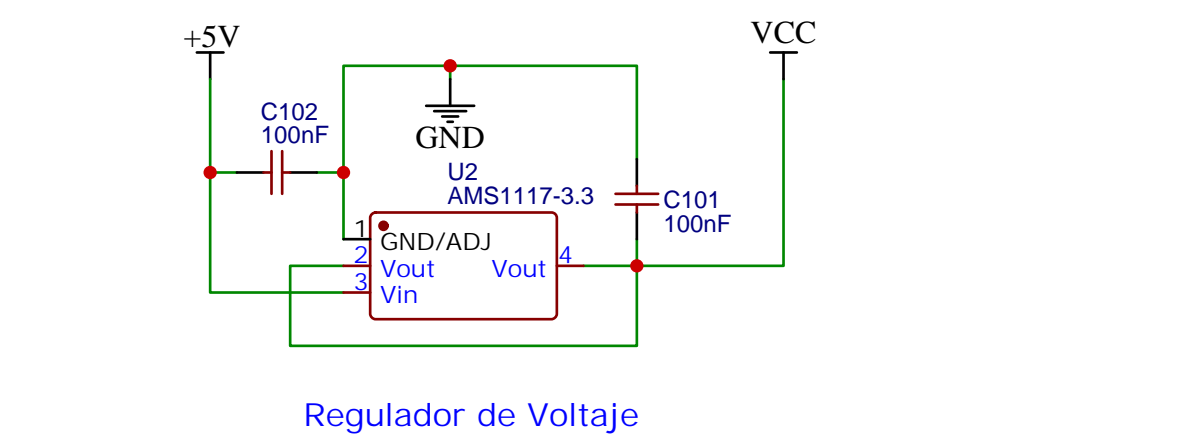 +5V
VCC
C102
100nF
GND
U2
AMS1117-3.3
C101
100nF
1
GND/ADJ
2
Vout
Vout
4
3
Vin
Regulador de Voltaje